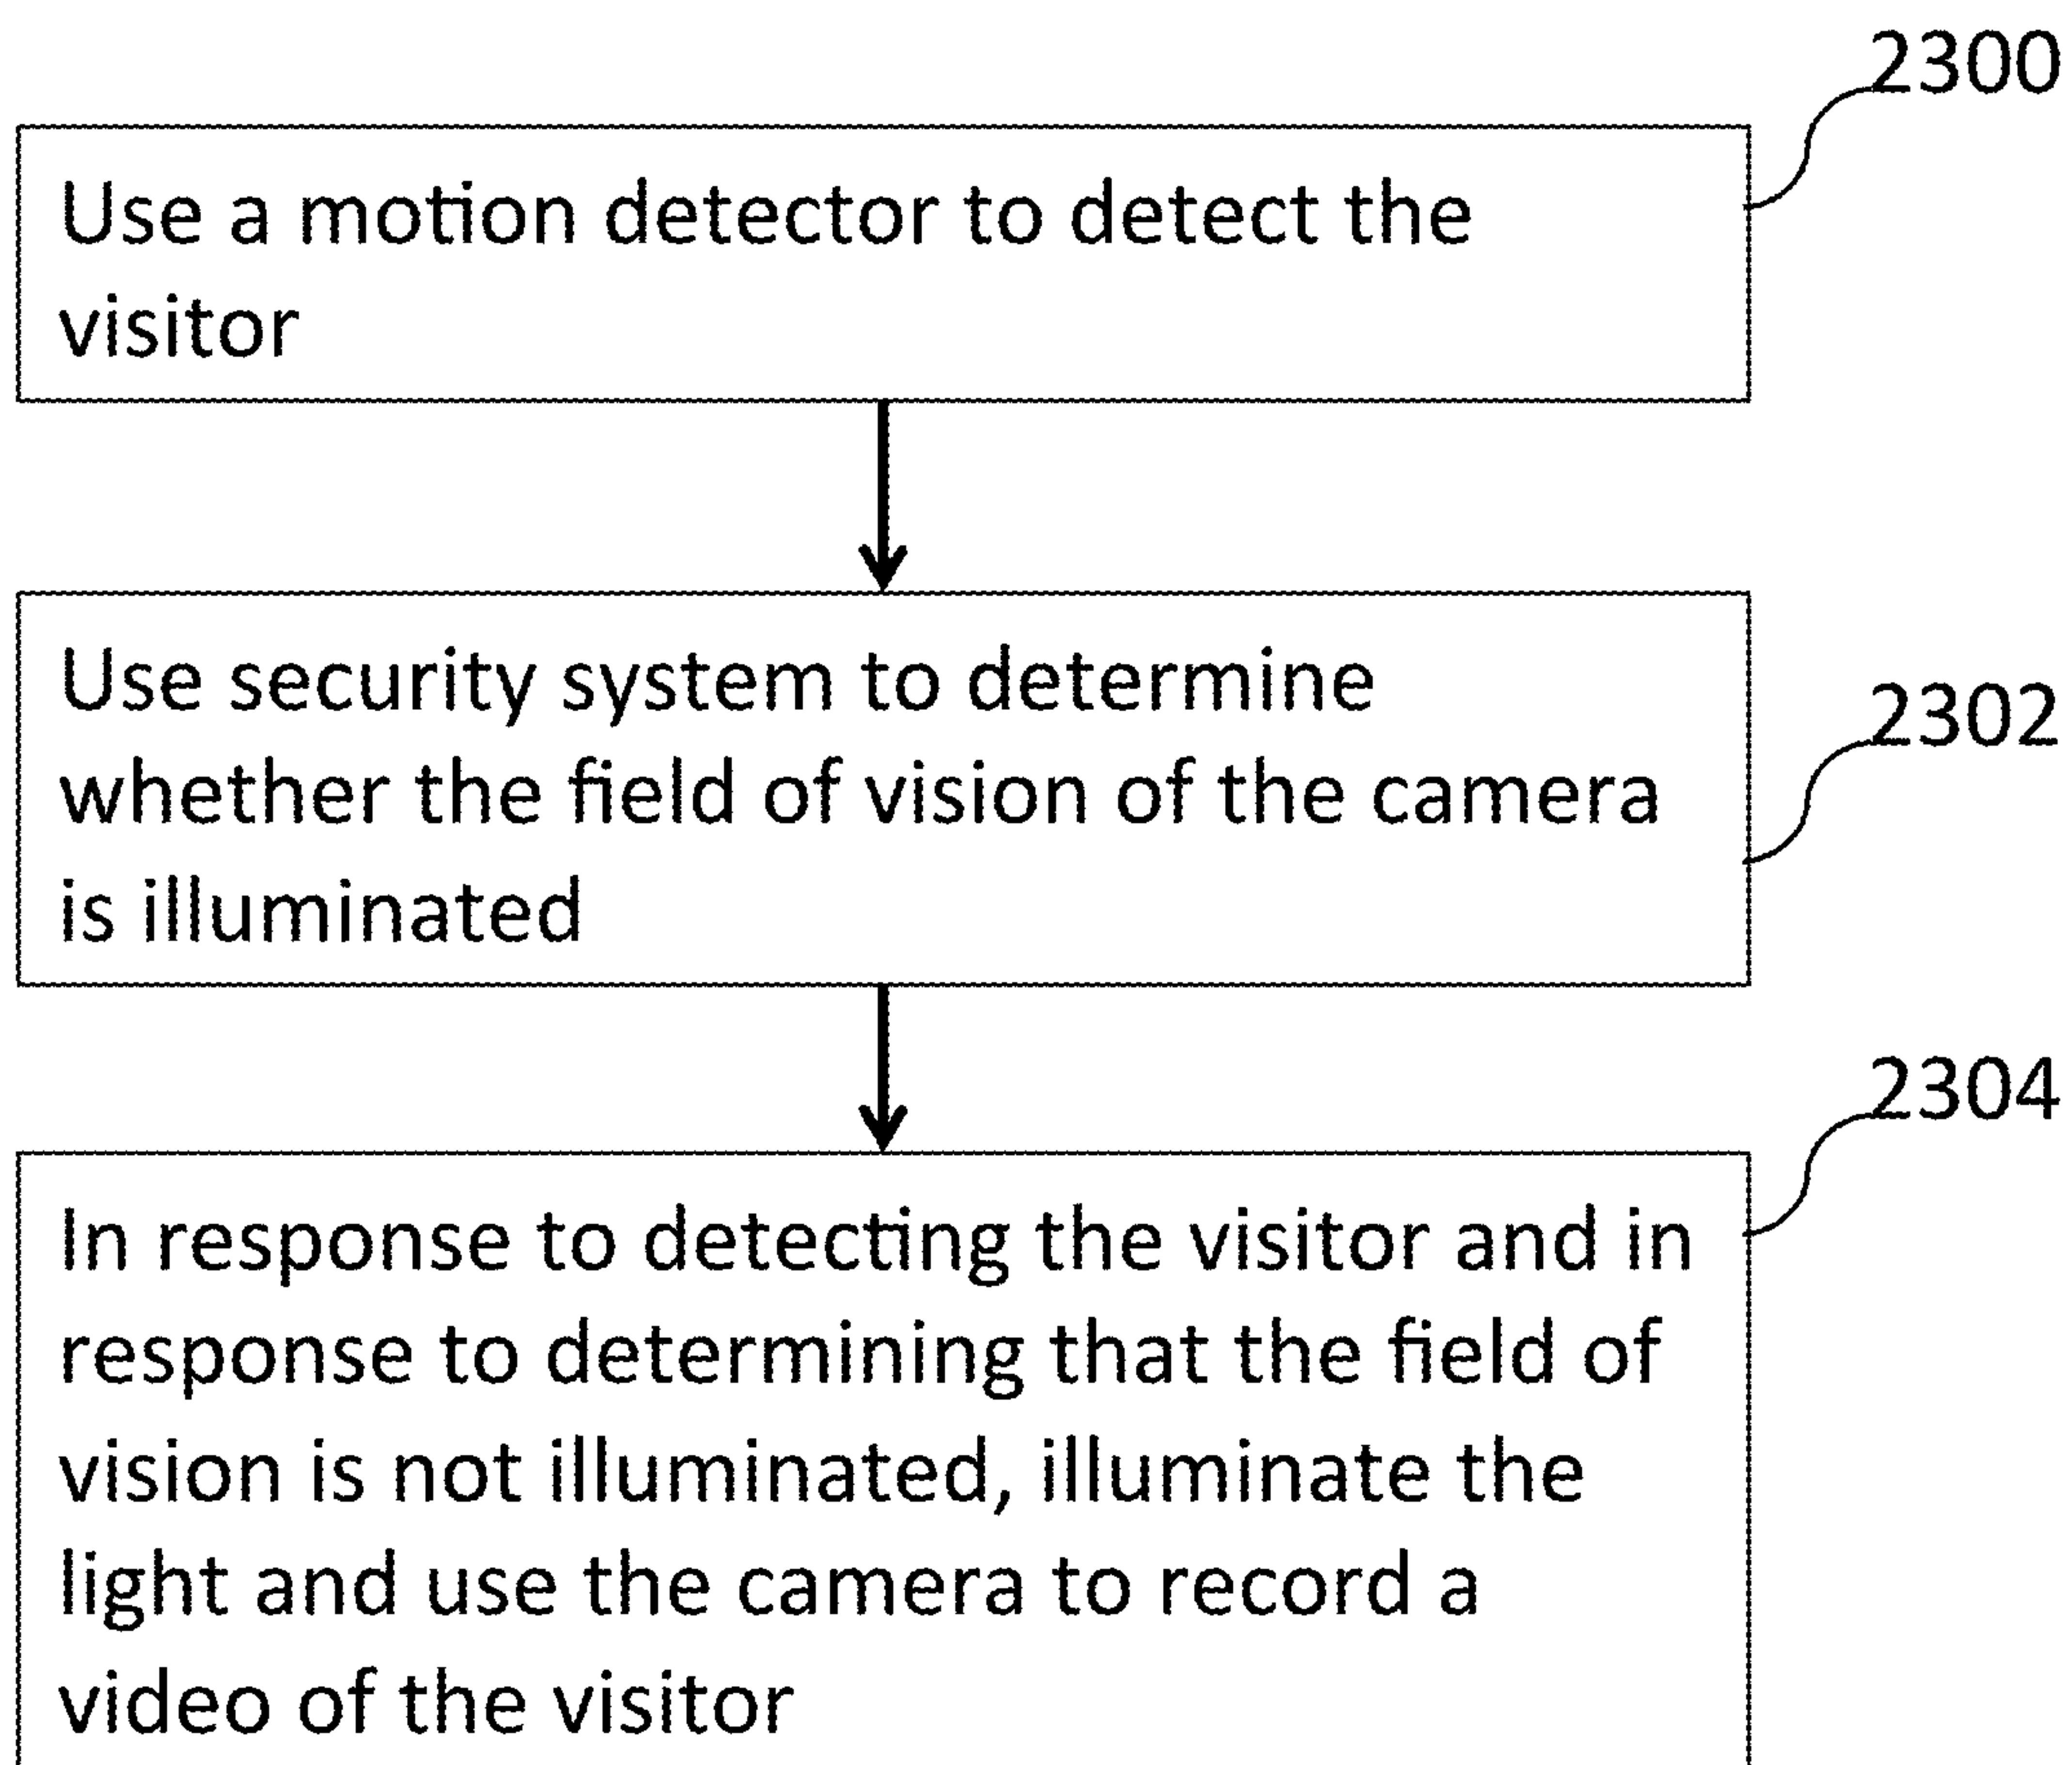 2300
Use a motion detector to detect the
visitor
Use security system to determine
2302
whether the field of vision of the camera
is illuminated
2304
In response to detecting the visitor and in
response to determining that the field of
vision is not illuminated, illuminate the
light and use the camera to record a
video of the visitor